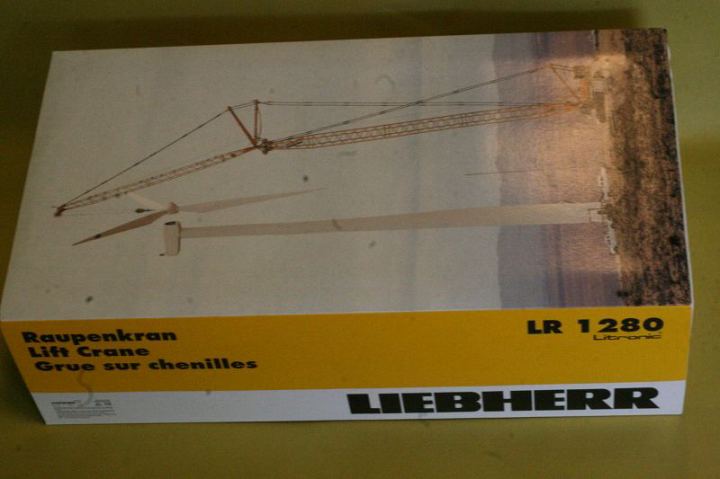 Raupenkran
Lift Crane
Grue sur chenilles
LR 1280
Litronic
LIEBHERR